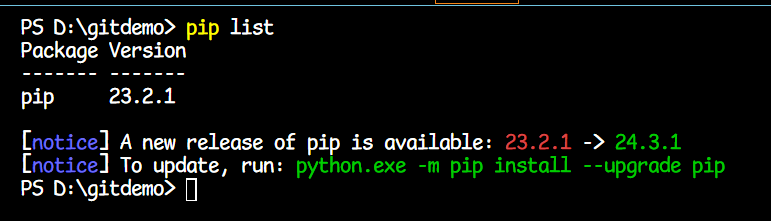 PS D:\gitdemo> pip list
Package Version
------- -------
pip     23.2.1

[notice] A new release of pip is available: 23.2.1 -> 24.3.1
[notice] To update, run: python.exe -m pip install --upgrade pip
PS D:\gitdemo>